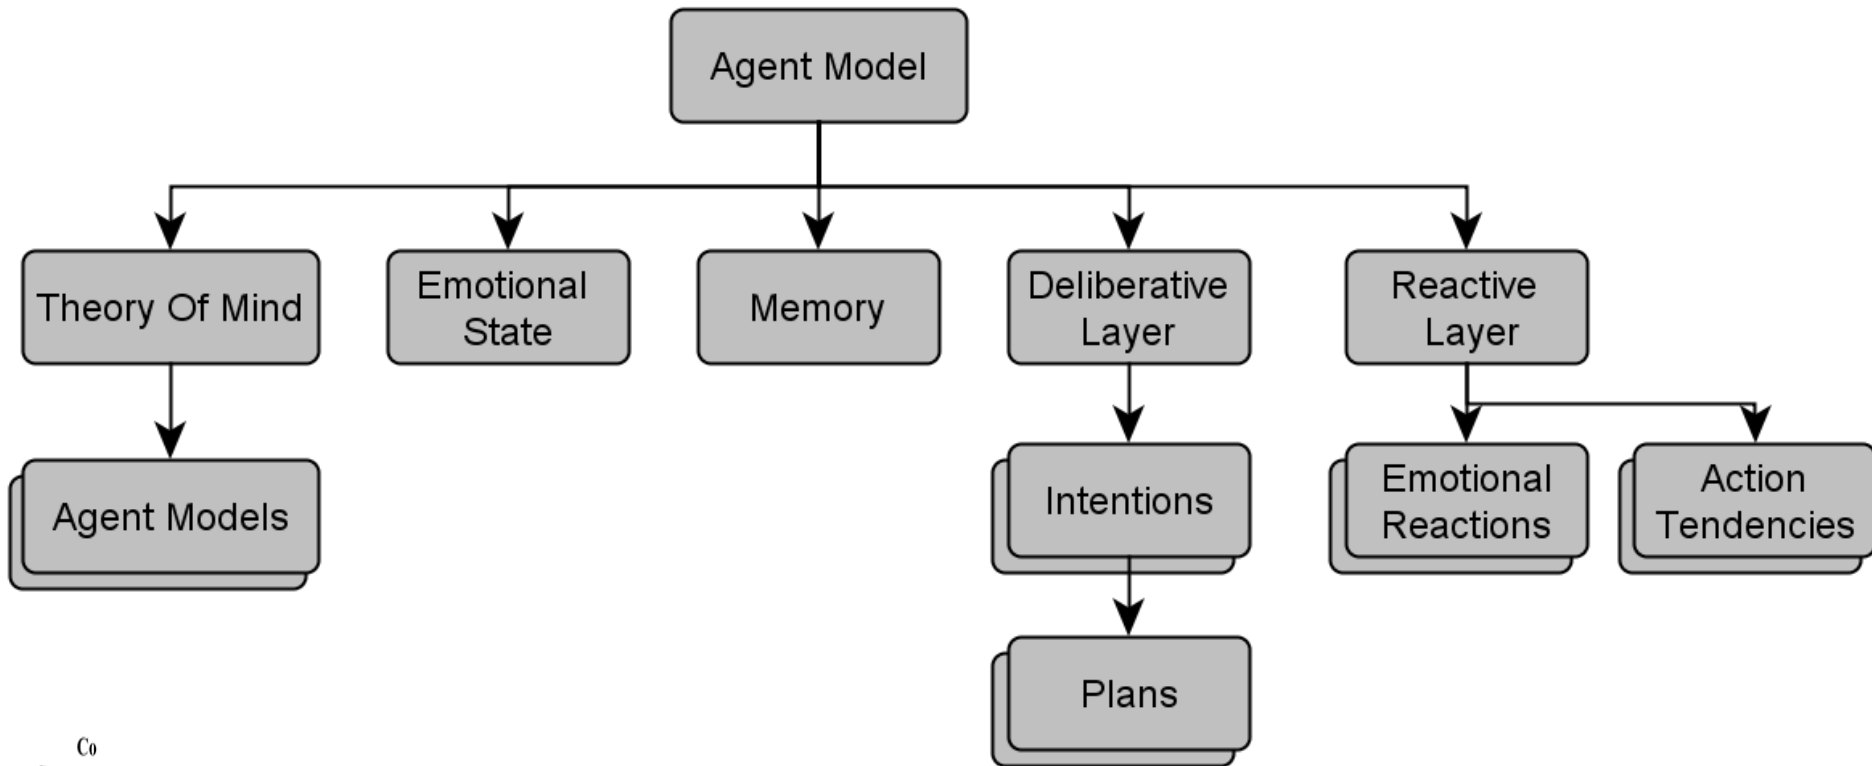 Agent Model
Theory Of Mind
Emotional
State
Memory
Deliberative
Layer
Reactive
Layer
Agent Models
Intentions
Emotional
Reactions
Action
Tendencies
Plans
C0